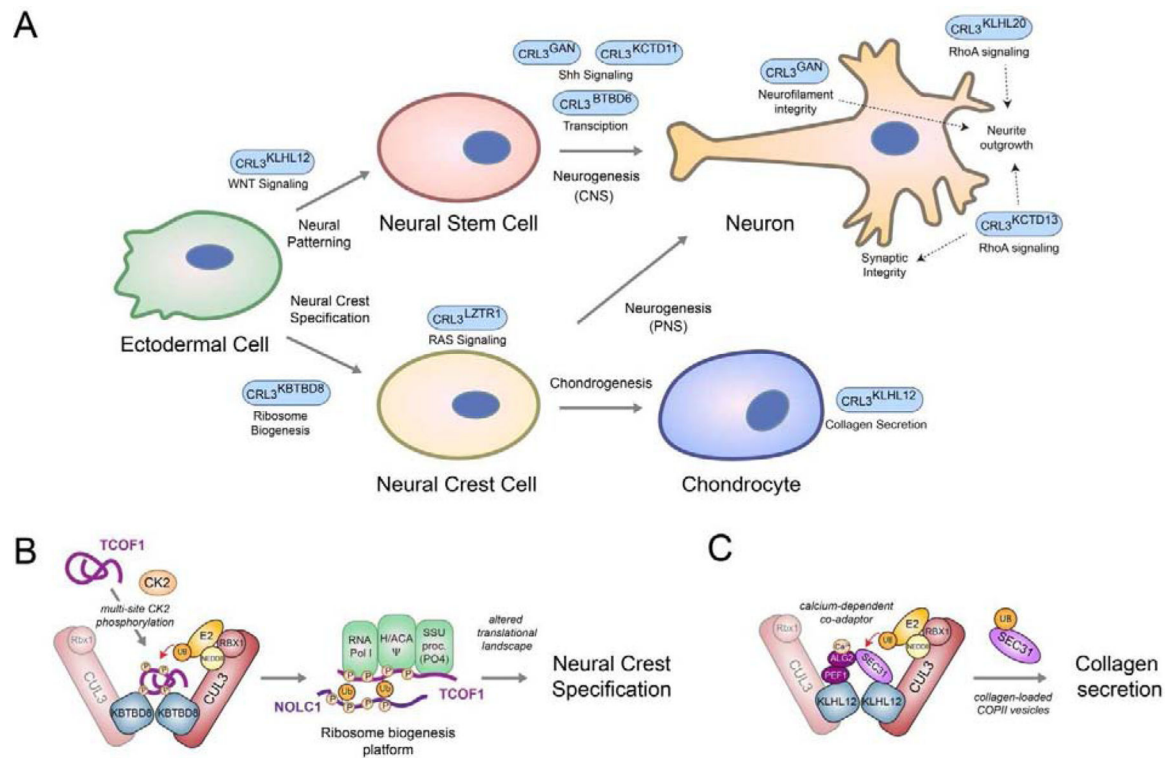 A
CRL3GAN
CRL3KCTD11
Shh Signaling
CRL3BTBD6
Transciption
Neurogenesis
(CNS)
CRL3KLHL20
RhoA signaling
CRL3GAN
Neurofilament
integrity
Neurite
outgrowth
CRL3KCTD13
RhoA signaling
Synaptic
Integrity
CRL3KLHL12
WNT Signaling
Neural
Patterning
Neural Stem Cell
Neuron
Ectodermal Cell
Neural Crest
Specification
CRL3KBTBD8
Ribosome
Biogenesis
CRL3LZTR1
RAS Signaling
Neurogenesis
(PNS)
Chondrogenesis
CRL3KLHL12
Collagen Secretion
Neural Crest Cell
Chondrocyte
B
TCOF1
CK2
multi-site CK2
phosphorylation
Rbx1
CUL3
P P P P
UB
E2
RBX1
NEDD8
CUL3
KBTBD8
KBTBD8
RNA
Pol I
H/ACA
Ψ
SSU
proc.
(PO4)
P P P P
TCOF1
NOLC1
Ub Ub
P P P P
Ribosome biogenesis
platform
altered
translational
landscape
Neural Crest
Specification
C
calcium-dependent
co-adaptor
Rbx1
CUL3
Ca
ALG2
PEF1
SEC31
UB
E2
RBX1
NEDD8
CUL3
KLHL12
KLHL12
UB
SEC31
collagen-loaded
COPII vesicles
Collagen
secretion